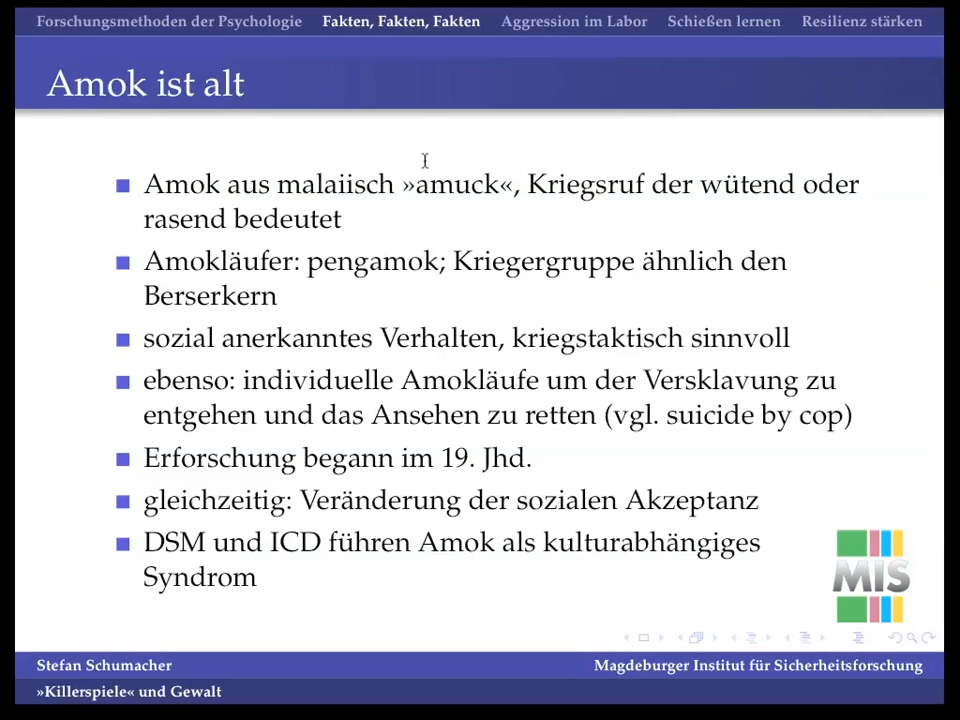 Forschungsmethoden der Psychologie Fakten, Fakten, Fakten Aggression im Labor Schießen lernen Resilienz stärken
Amok ist alt
Amok aus malaiisch »amuck«, Kriegsruf der wütend oder
rasend bedeutet
Amokläufer: pengamok; Kriegergruppe ähnlich den
Berserkern
sozial anerkanntes Verhalten, kriegstaktisch sinnvoll
ebenso: individuelle Amokläufe um der Versklavung zu
entgehen und das Ansehen zu retten (vgl. suicide by cop)
Erforschung begann im 19. Jhd.
gleichzeitig: Veränderung der sozialen Akzeptanz
DSM und ICD führen Amok als kulturabhängiges
Syndrom
MIS
Stefan Schumacher Magdeburger Institut für Sicherheitsforschung
»Killerspiele« und Gewalt